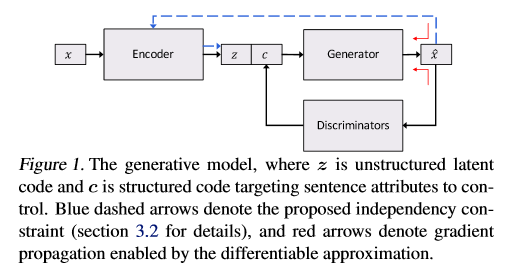 x
Encoder
z c
Generator
x̂
Discriminators
Figure 1. The generative model, where z is unstructured latent
code and c is structured code targeting sentence attributes to con-
trol. Blue dashed arrows denote the proposed independency con-
straint (section 3.2 for details), and red arrows denote gradient
propagation enabled by the differentiable approximation.